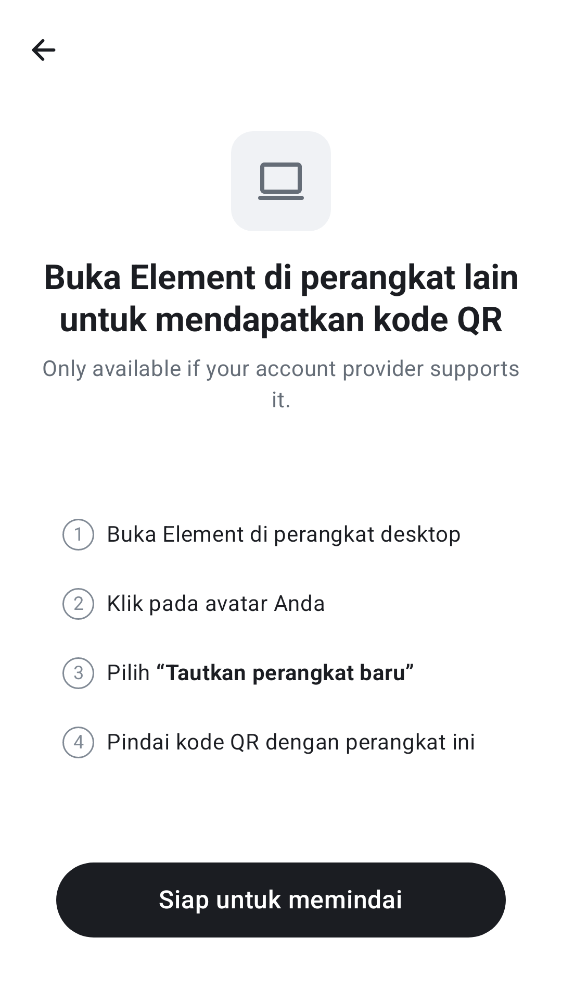 Buka Element di perangkat lain
untuk mendapatkan kode QR
Only available if your account provider supports
it.
1 Buka Element di perangkat desktop
2 Klik pada avatar Anda
3 Pilih “Tautkan perangkat baru”
4 Pindai kode QR dengan perangkat ini
Siap untuk memindai